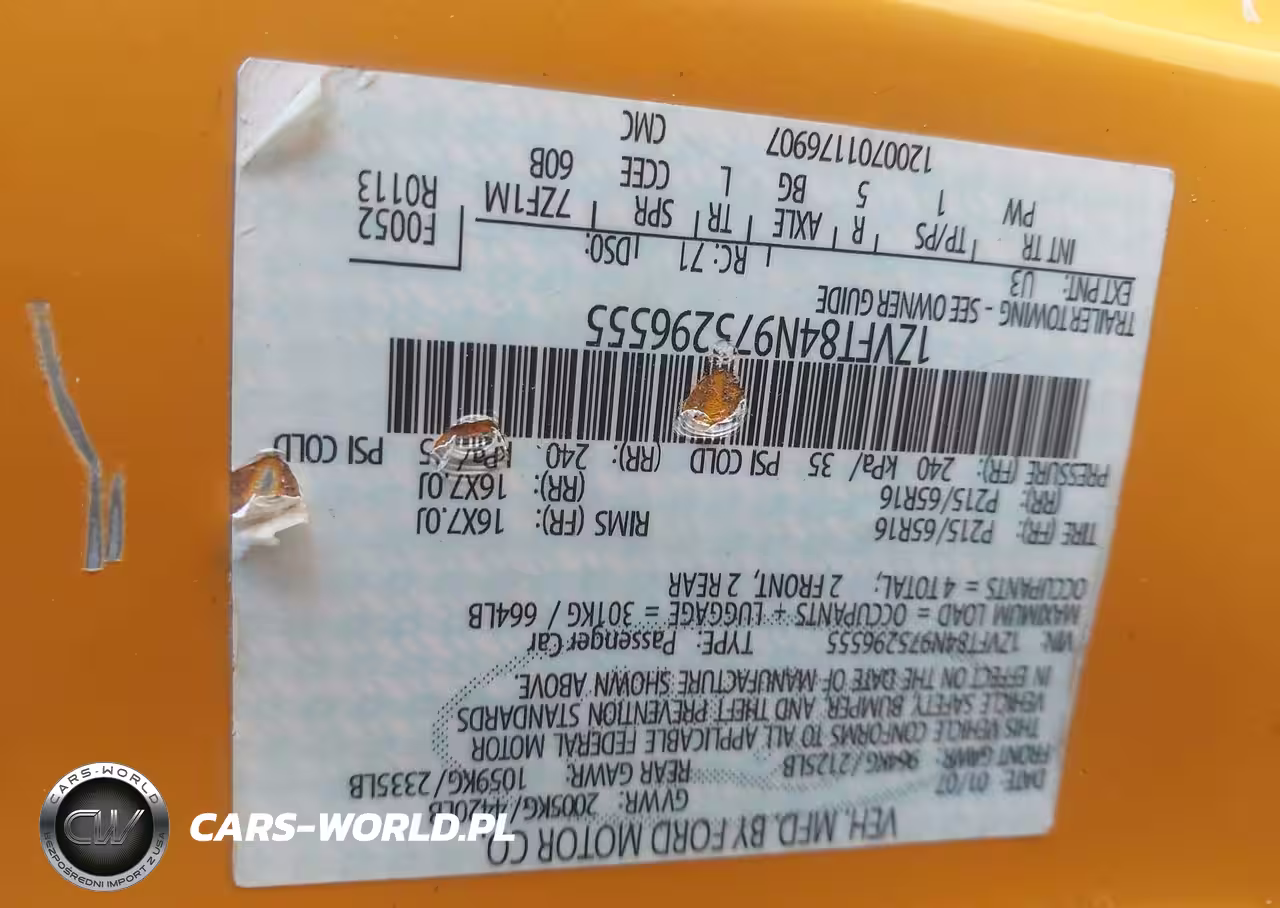 VEH. MFD. BY FORD MOTOR CO.
DATE: 01/07 GVWR: 2005KG/4420LB
FRONT GAWR: 964KG/2125LB REAR GAWR: 1059KG/2335LB
THIS VEHICLE CONFORMS TO ALL APPLICABLE FEDERAL MOTOR
VEHICLE SAFETY, BUMPER, AND THEFT PREVENTION STANDARDS
IN EFFECT ON THE DATE OF MANUFACTURE SHOWN ABOVE.
VIN: 1ZVFT84N975296555 TYPE: Passenger Car
MAXIMUM LOAD = OCCUPANTS + LUGGAGE = 301KG / 664LB
OCCUPANTS = 4 TOTAL; 2 FRONT, 2 REAR
TIRE (FR): P215/65R16 RIMS (FR): 16X7.0J
(RR): P215/65R16 (RR): 16X7.0J
PRESSURE (FR): 240 kPa/ 35 PSI COLD (RR): 240 kPa/ PSI COLD
1ZVFT84N975296555
TRAILER TOWING - SEE OWNER GUIDE
EXT PNT: U3 RC: 71 DSO: F0052
INT TR TP/PS R AXLE TR SPR 7ZF1M R0113
PW 1 5 BG L CCEE 60B
1200701176907 CMC
CARS-WORLD
CW
BEZPOŚREDNI IMPORT Z USA
CARS-WORLD.PL